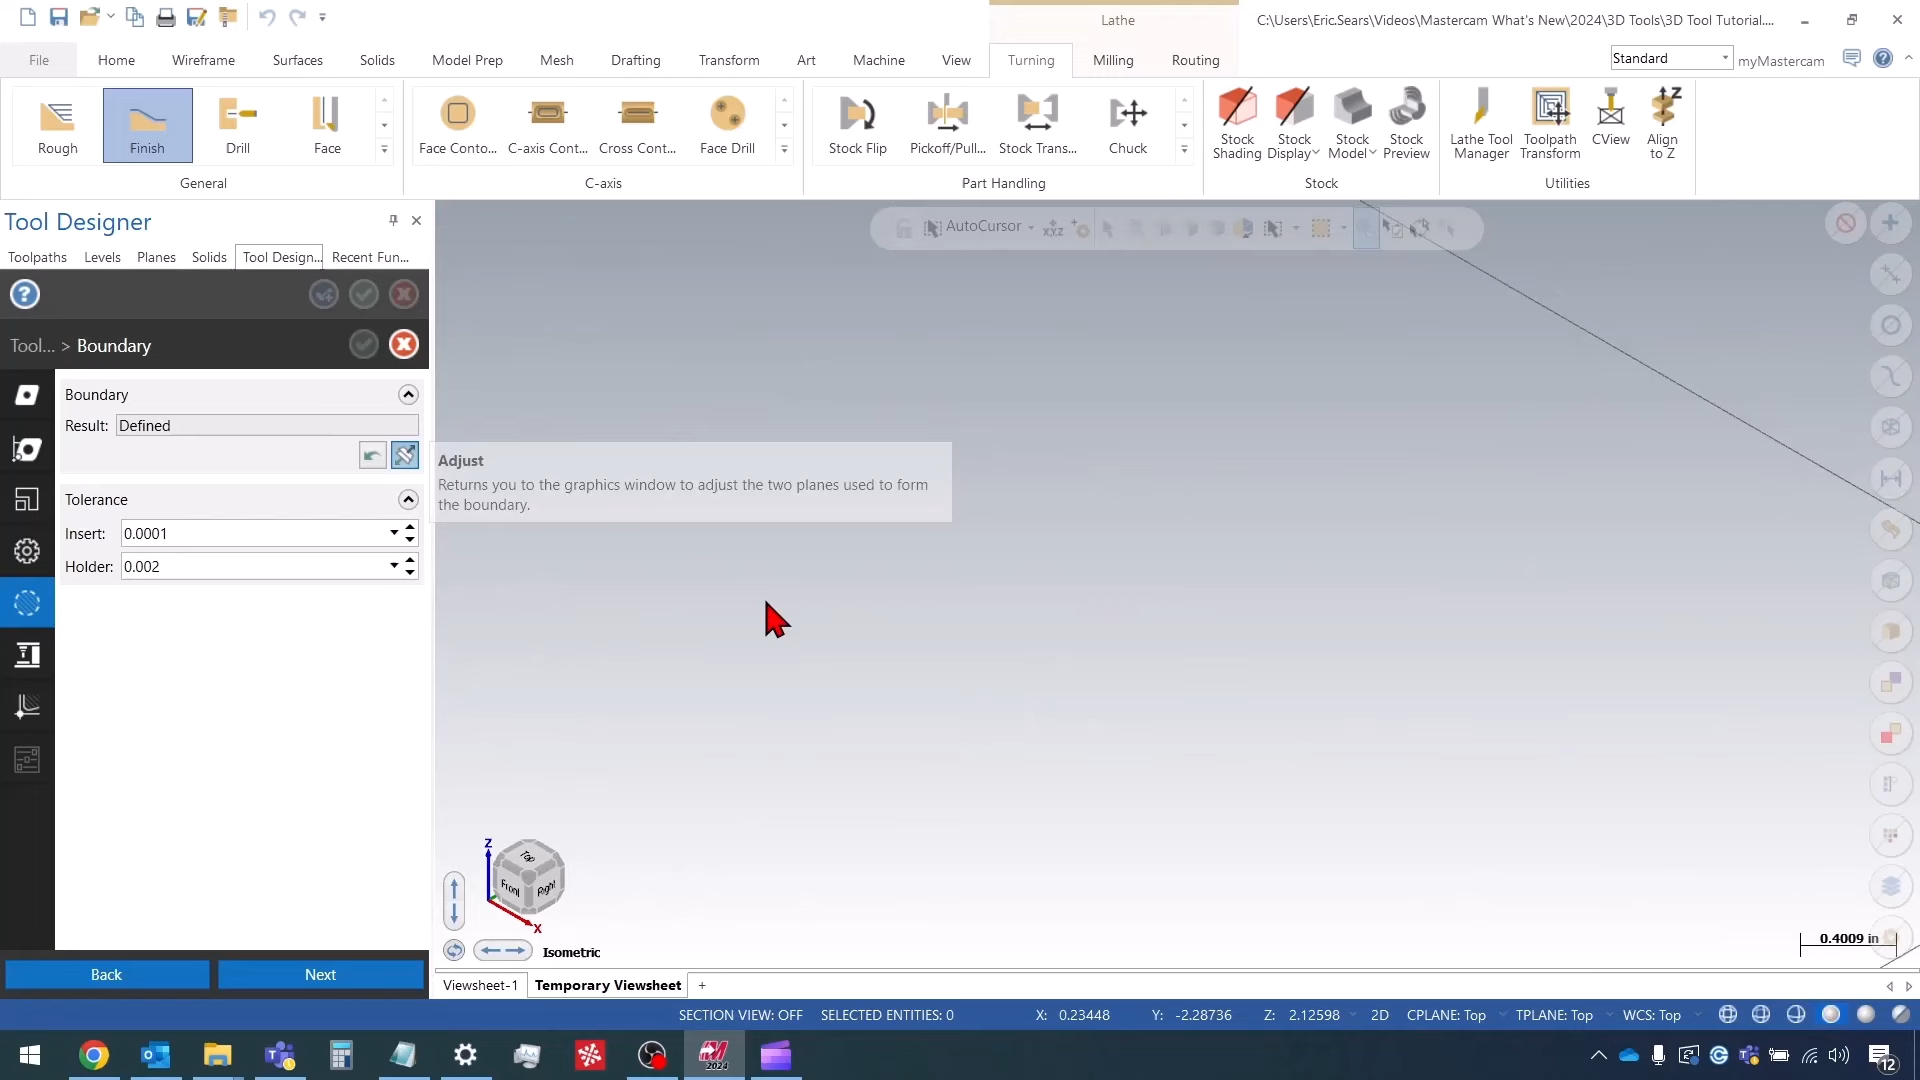 Lathe
C:\Users\Eric.Sears\Videos\Mastercam What's New\2024\3D Tools\3D Tool Tutorial....
File
Home
Wireframe
Surfaces
Solids
Model Prep
Mesh
Drafting
Transform
Art
Machine
View
Turning
Milling
Routing
Standard
myMastercam
Rough
Finish
Drill
Face
Face Conto...
C-axis Cont...
Cross Cont...
Face Drill
Stock Flip
Pickoff/Pull...
Stock Trans...
Chuck
Stock Shading
Stock Display
Stock Model
Stock Preview
Lathe Tool Manager
Toolpath Transform
CView
Align to Z
General
C-axis
Part Handling
Stock
Utilities
Tool Designer
Toolpaths
Levels
Planes
Solids
Tool Design...
Recent Fun...
AutoCursor
Tool... > Boundary
Boundary
Result: Defined
Adjust
Returns you to the graphics window to adjust the two planes used to form
the boundary.
Tolerance
Insert: 0.0001
Holder: 0.002
Z
Top
Front
Right
X
Isometric
0.4009 in
Back
Next
Viewsheet-1
Temporary Viewsheet
+
SECTION VIEW: OFF
SELECTED ENTITIES: 0
X: 0.23448
Y: -2.28736
Z: 2.12598
2D
CPLANE: Top
TPLANE: Top
WCS: Top
2024
12